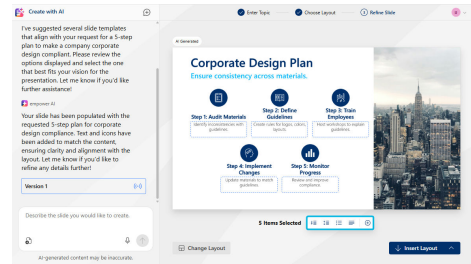 Create with AI
I've suggested several slide templates
that align with your request for a 5-step
plan to make a company corporate
design compliant. Please review the
options displayed and select the one
that best fits your vision for the
presentation. Let me know if you'd like
further assistance!
empower AI
Your slide has been populated with the
requested 5-step plan for corporate
design compliance. Text and icons have
been added to match the content,
ensuring clarity and alignment with the
layout. Let me know if you'd like to
refine any details further!
Version 1
Describe the slide you would like to create.
AI-generated content may be inaccurate.
Enter Topic
Choose Layout
3 Refine Slide
AI Generated
Corporate Design Plan
Ensure consistency across materials.
Step 1: Audit Materials
Identify inconsistencies with
guidelines.
Step 2: Define
Guidelines
Create rules for logos, colors,
layouts.
Step 3: Train
Employees
Host workshops to explain
guidelines.
Step 4: Implement
Changes
Update materials to match
guidelines.
Step 5: Monitor
Progress
Review and improve
compliance.
5 Items Selected
Change Layout
Insert Layout